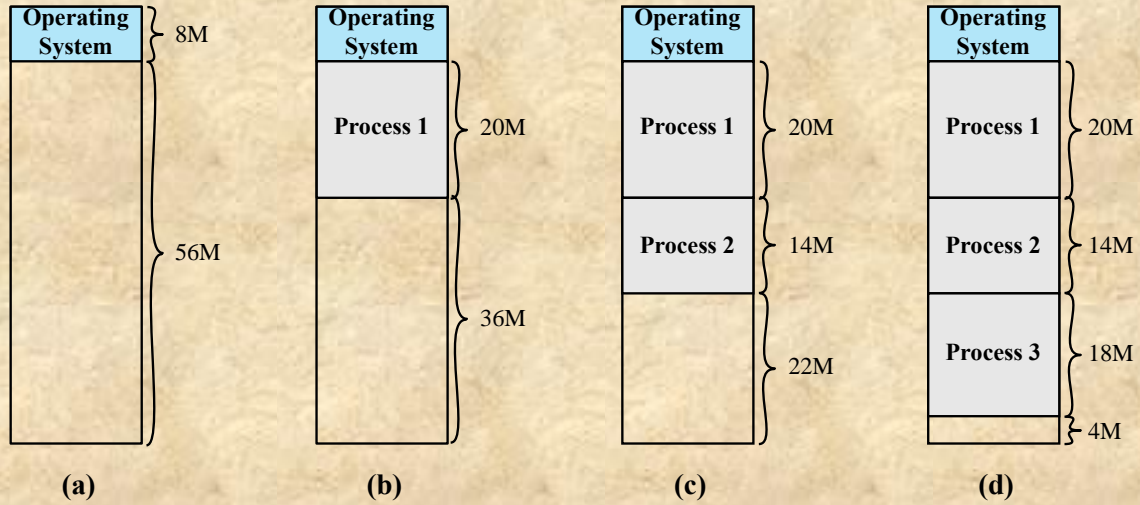 Operating
System
8M
56M
(a)
Operating
System
Process 1
20M
36M
(b)
Operating
System
Process 1
20M
Process 2
14M
22M
(c)
Operating
System
Process 1
20M
Process 2
14M
Process 3
18M
4M
(d)